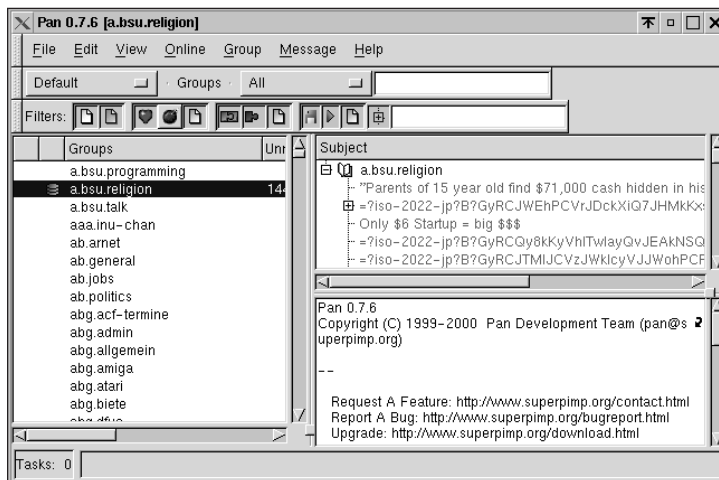 Pan 0.7.6 [a.bsu.religion]
File Edit View Online Group Message Help
Default Groups All
Filters:
Groups Unr
a.bsu.programming
a.bsu.religion 144
a.bsu.talk
aaa.inu-chan
ab.arnet
ab.general
ab.jobs
ab.politics
abg.acf-termine
abg.admin
abg.allgemein
abg.amiga
abg.atari
abg.biete
Subject
a.bsu.religion
"Parents of 15 year old find $71,000 cash hidden in his
=?iso-2022-jp?B?GyRCJWEhPCVrJDckXiQ7JHMkKx
Only $6 Startup = big $$$
=?iso-2022-jp?B?GyRCQy8kKyVhITwlayQvJEAkNSQ
=?iso-2022-jp?B?GyRCJTMlJCVzJWklcyVJJWohPCF
Pan 0.7.6
Copyright (C) 1999-2000 Pan Development Team (pan@s
uperpimp.org)
--
Request A Feature: http://www.superpimp.org/contact.html
Report A Bug: http://www.superpimp.org/bugreport.html
Upgrade: http://www.superpimp.org/download.html
Tasks: 0